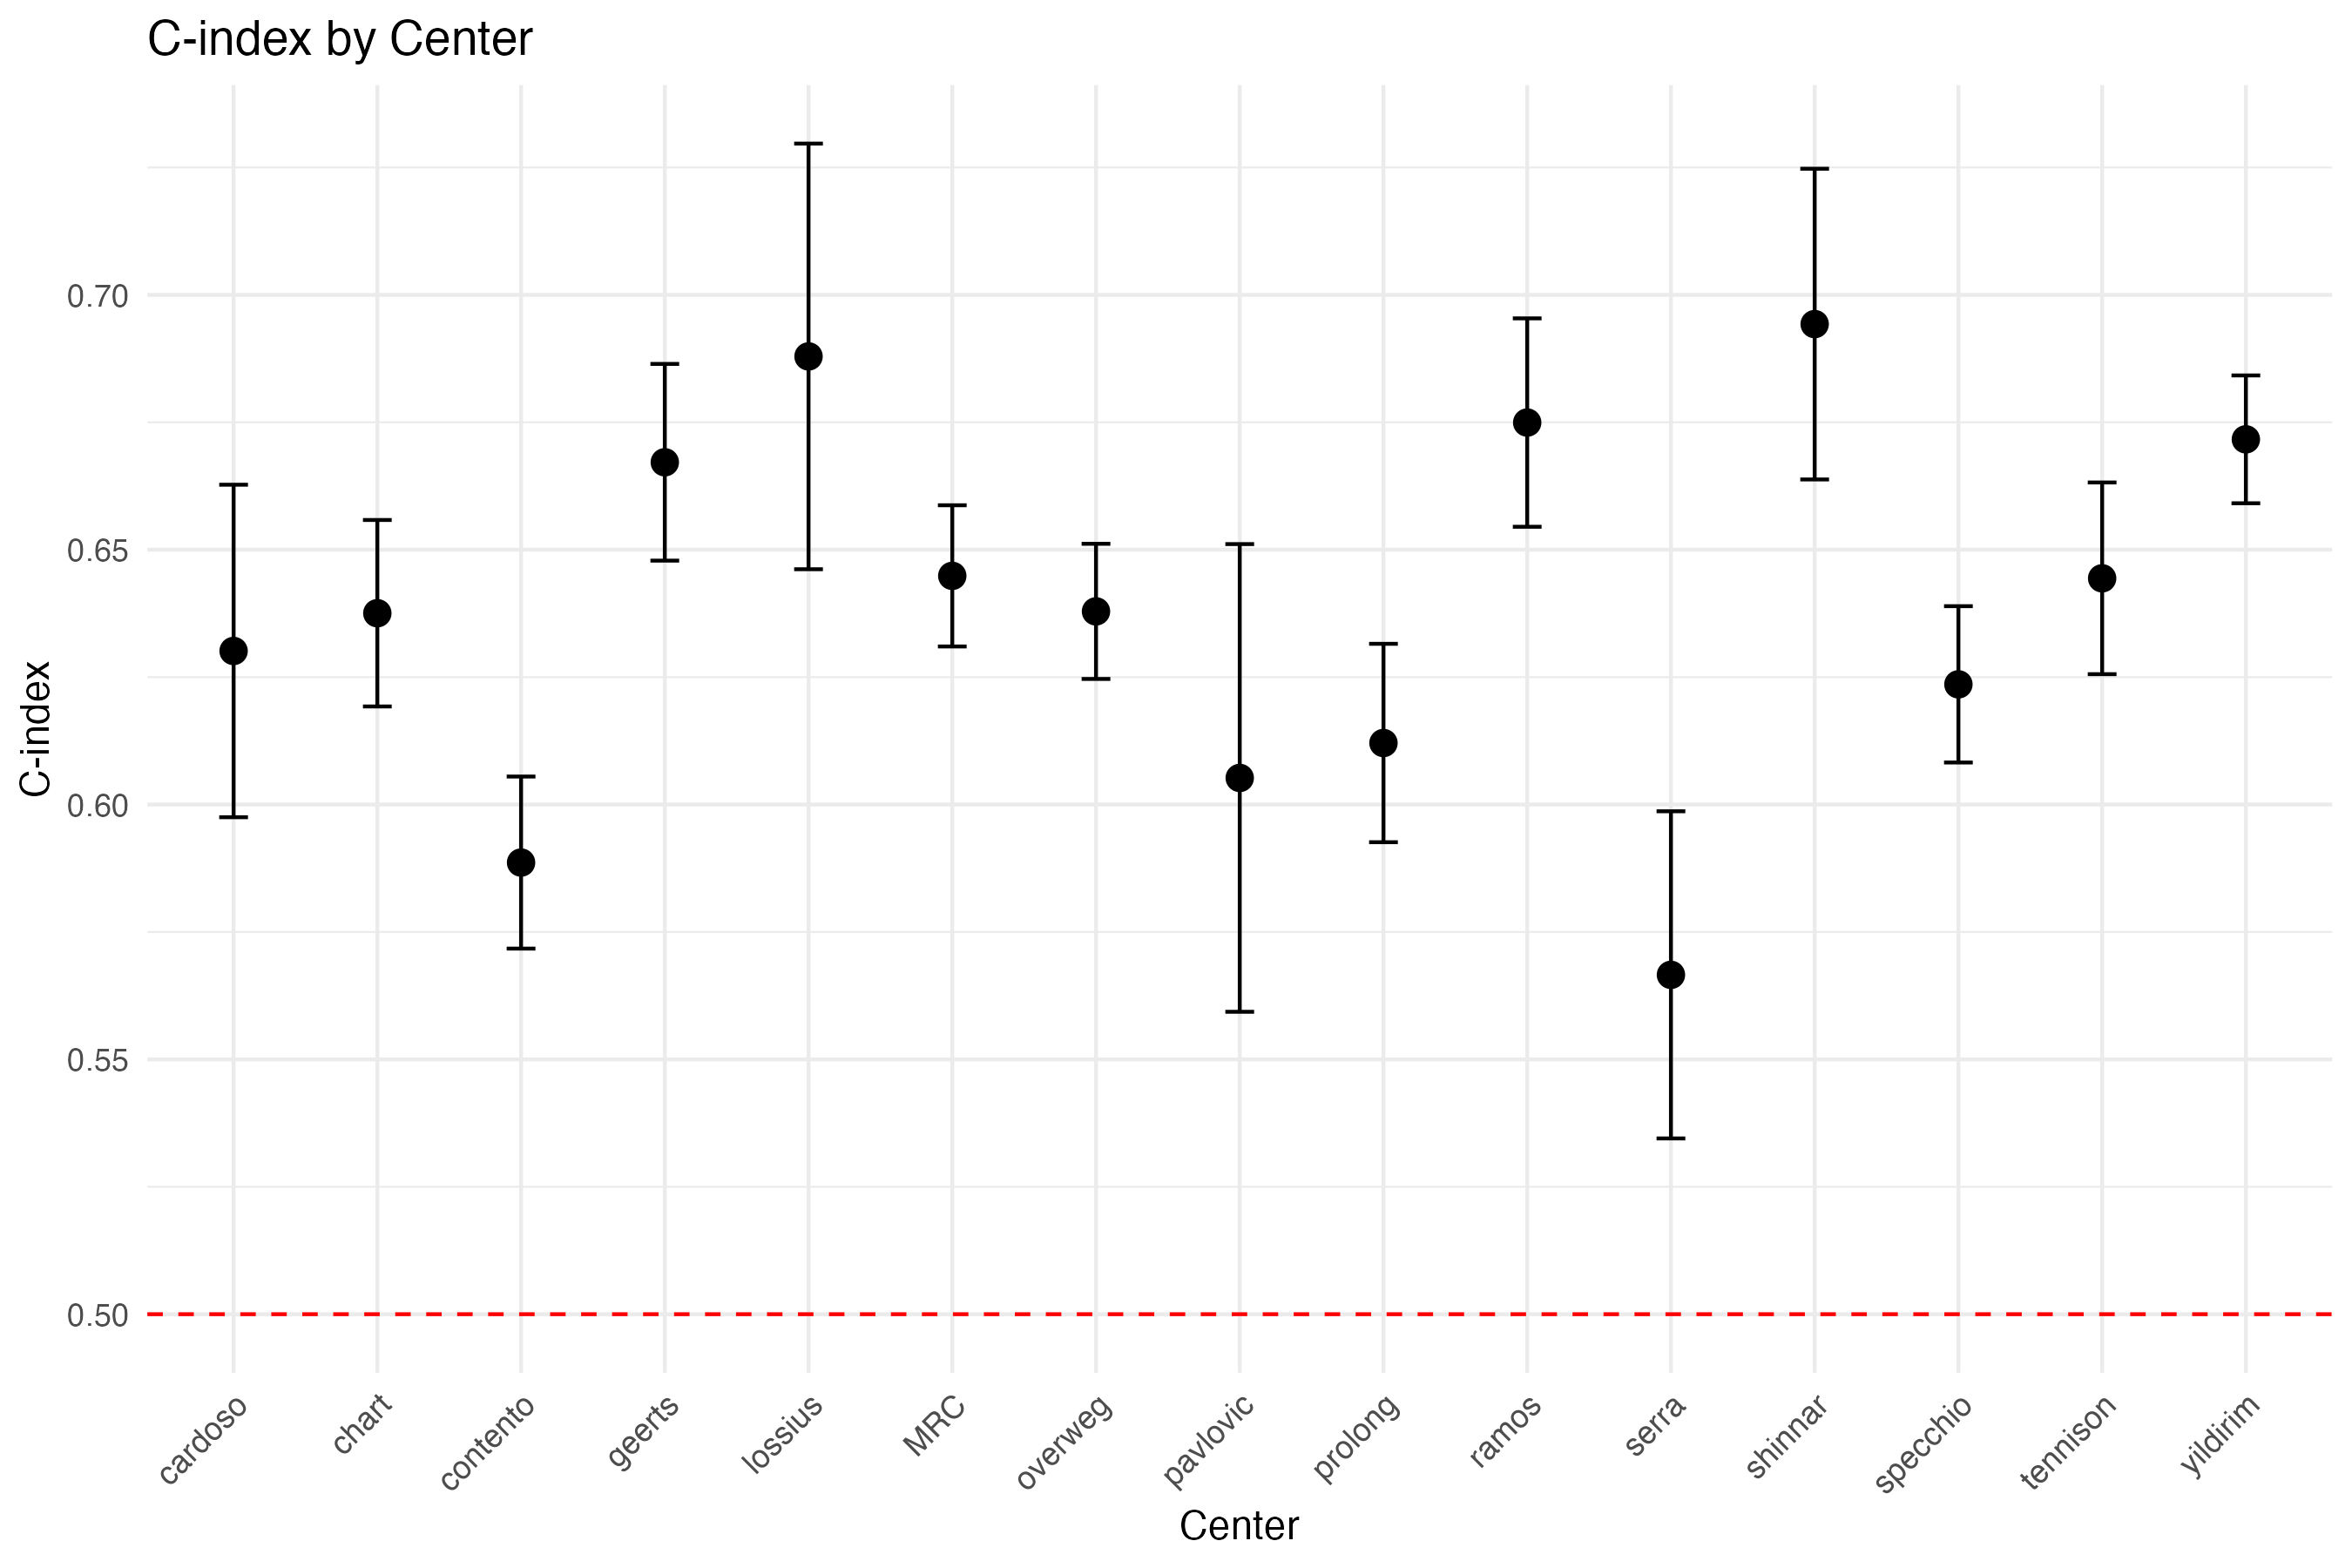 C-index by Center
C-index
0.70
0.65
0.60
0.55
0.50
cardoso
chart
contento
geerts
lossius
MRC
overweg
pavlovic
prolong
ramos
serra
shinnar
specchio
tennison
yildirim
Center